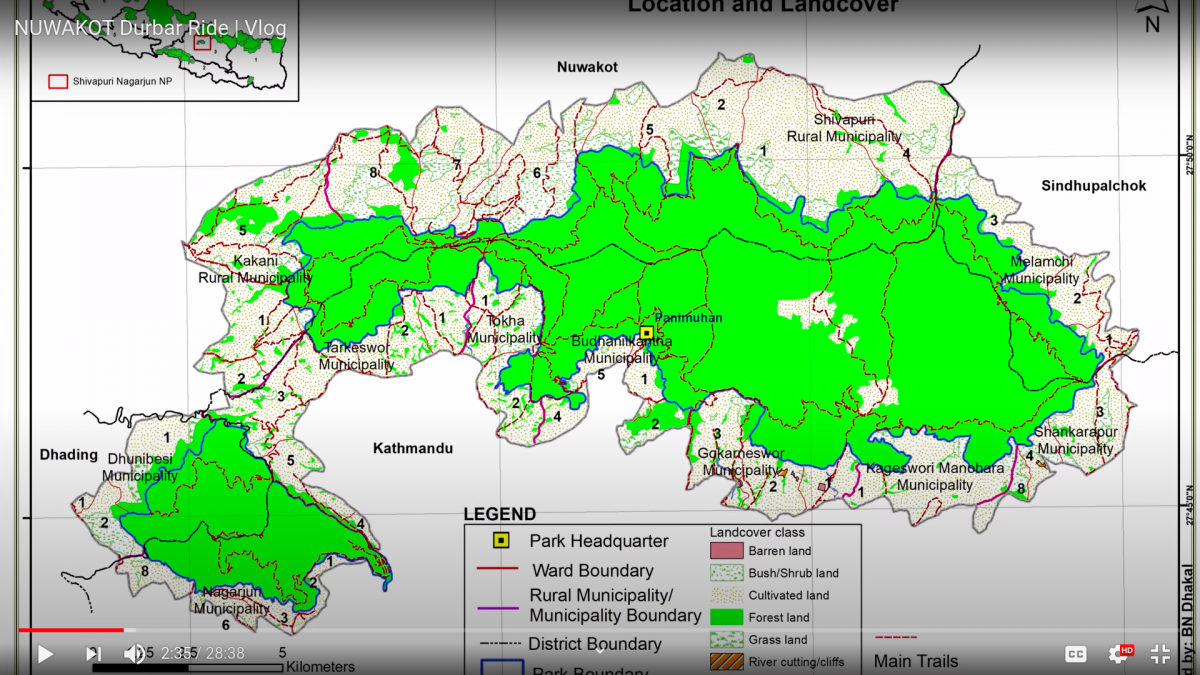 Location and Landcover
NUWAKOT Durbar Ride | Vlog
N
Shivapuri Nagarjun NP
Nuwakot
2
5
Shivapuri
Rural Municipality
1
4
8
7
6
27°50'0"N
Sindhupalchok
3
5
Kakani
Rural Municipality
Melamchi
Municipality
2
1
1
2
1
Tokha
Municipality
Panimuhan
Budhanilkantha
Municipality
Tarkeswor
Municipality
1
2
3
5
1
2
4
2
3
Gokarneswor
Municipality
2
1
1
Kageswori Manohara
Municipality
3
Shankarapur
Municipality
4
8
27°45'0"N
Kathmandu
Dhading
1
Dhunibesi
Municipality
5
1
2
4
8
1
2
Nagarjun
Municipality
6
3
LEGEND
Park Headquarter
Ward Boundary
Rural Municipality/
Municipality Boundary
District Boundary
Park Boundary
Landcover class
Barren land
Bush/Shrub land
Cultivated land
Forest land
Grass land
River cutting/cliffs
Main Trails
d by: BN Dhakal
2:35 / 28:38
5
Kilometers
CC
HD